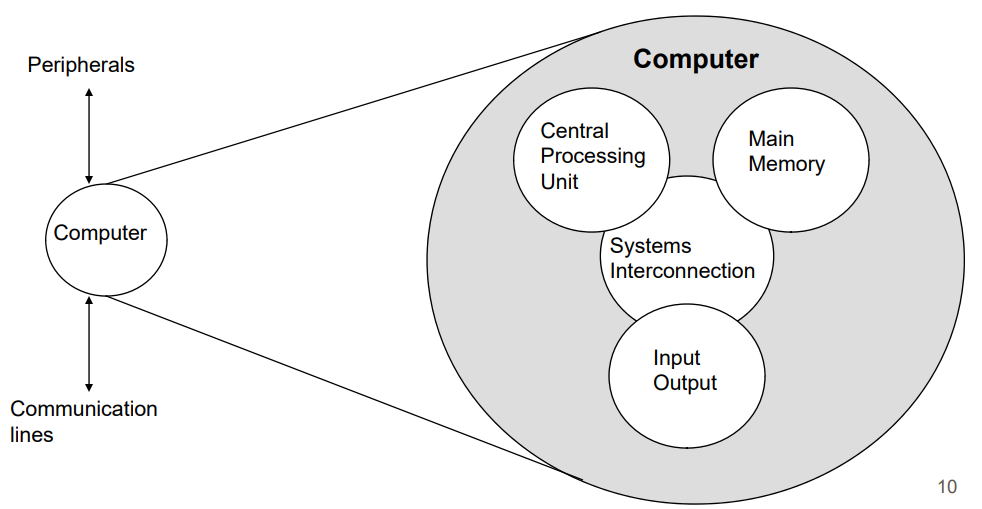 Peripherals
Computer
Communication
lines
Computer
Central
Processing
Unit
Main
Memory
Systems
Interconnection
Input
Output
10